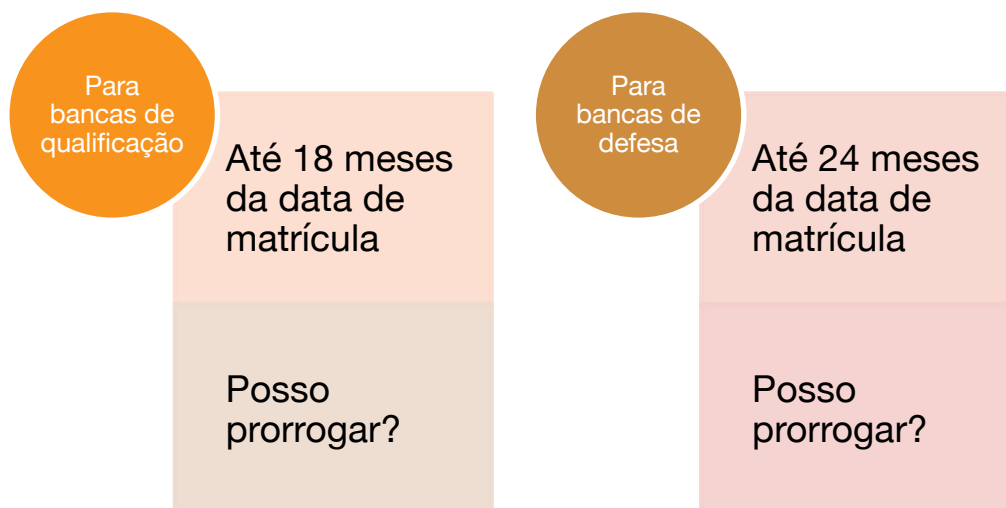 Para
bancas de
qualificação
Até 18 meses
da data de
matrícula
Posso
prorrogar?
Para
bancas de
defesa
Até 24 meses
da data de
matrícula
Posso
prorrogar?